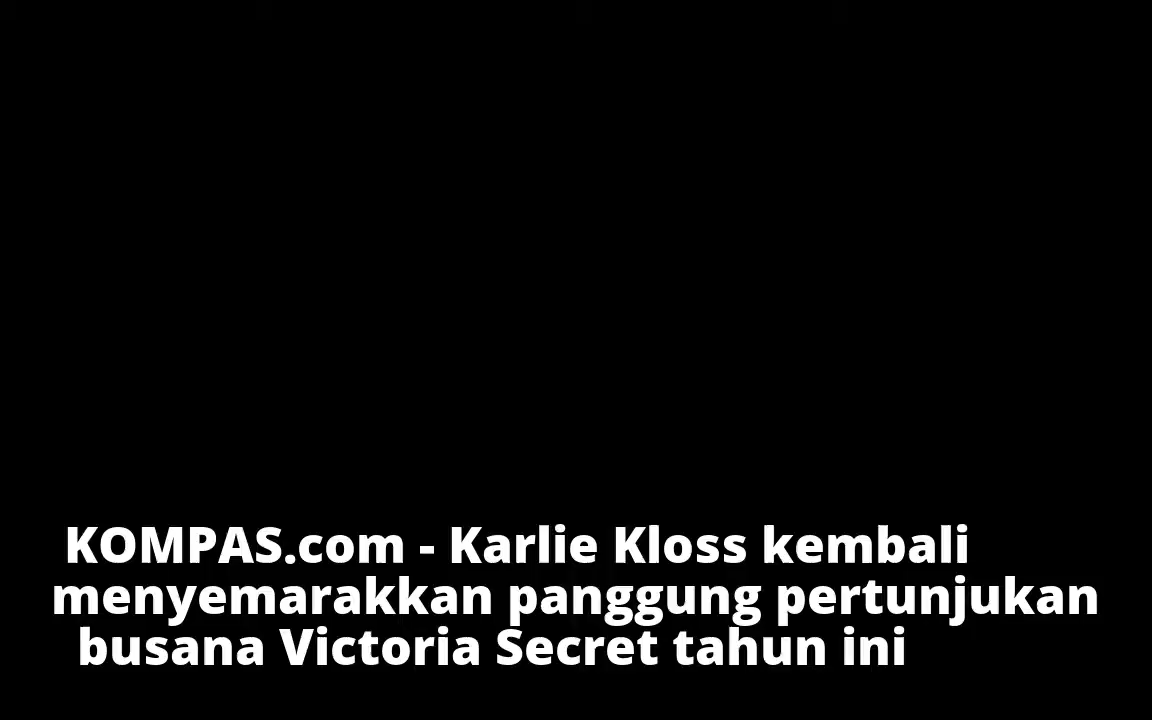 KOMPAS.com - Karlie Kloss kembali
menyemarakkan panggung pertunjukan
busana Victoria Secret tahun ini